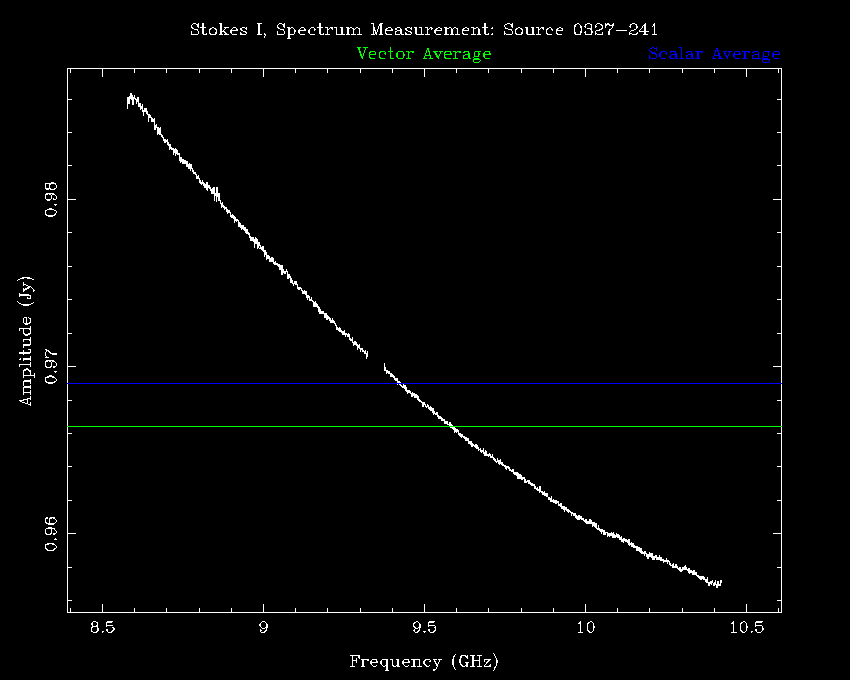 Stokes I, Spectrum Measurement: Source 0327−241
Vector Average Scalar Average
0.98
0.97
0.96
Amplitude (Jy)
8.5 9 9.5 10 10.5
Frequency (GHz)